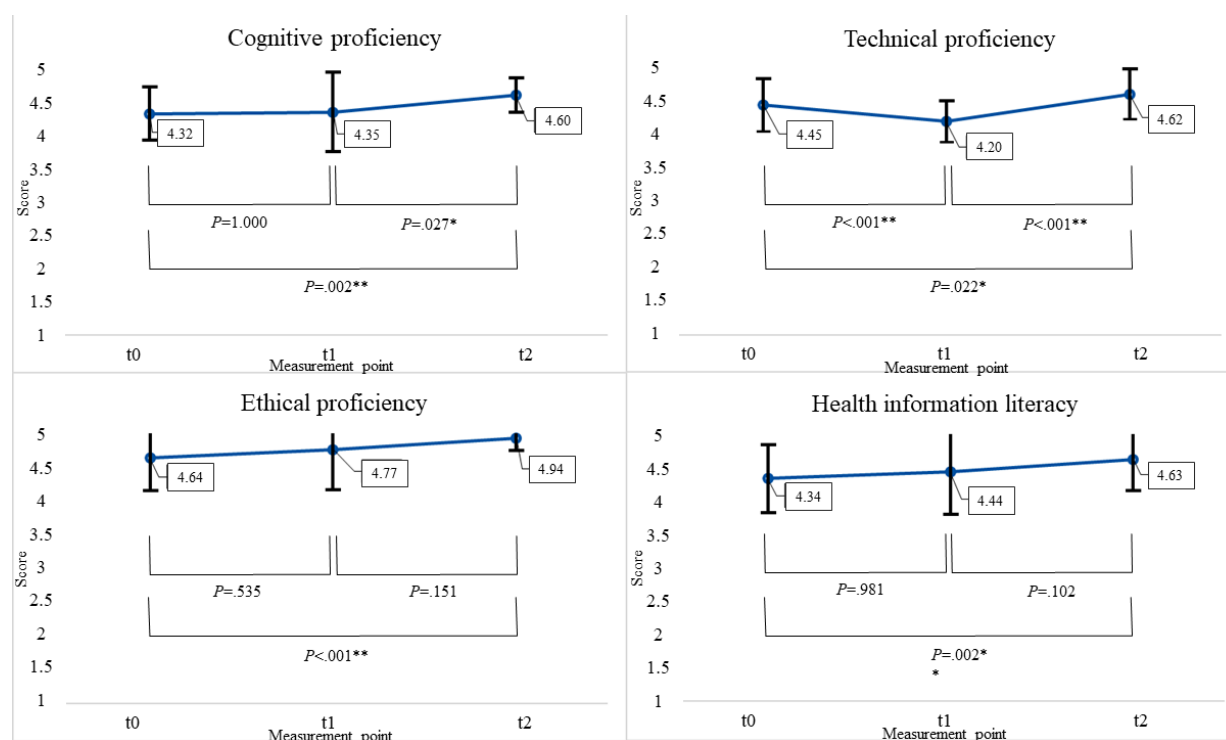 Cognitive proficiency
5
4.5
4
3.5
3
2.5
2
1.5
1
Score
4.32
4.35
4.60
P=1.000
P=.027*
P=.002**
t0
t1
t2
Measurement point
Technical proficiency
5
4.5
4
3.5
3
2.5
2
1.5
1
Score
4.45
4.20
4.62
P<.001**
P<.001**
P=.022*
t0
t1
t2
Measurement point
Ethical proficiency
5
4.5
4
3.5
3
2.5
2
1.5
1
Score
4.64
4.77
4.94
P=.535
P=.151
P<.001**
t0
t1
t2
Measurement point
Health information literacy
5
4.5
4
3.5
3
2.5
2
1.5
1
Score
4.34
4.44
4.63
P=.981
P=.102
P=.002*
*
t0
t1
t2
Measurement point